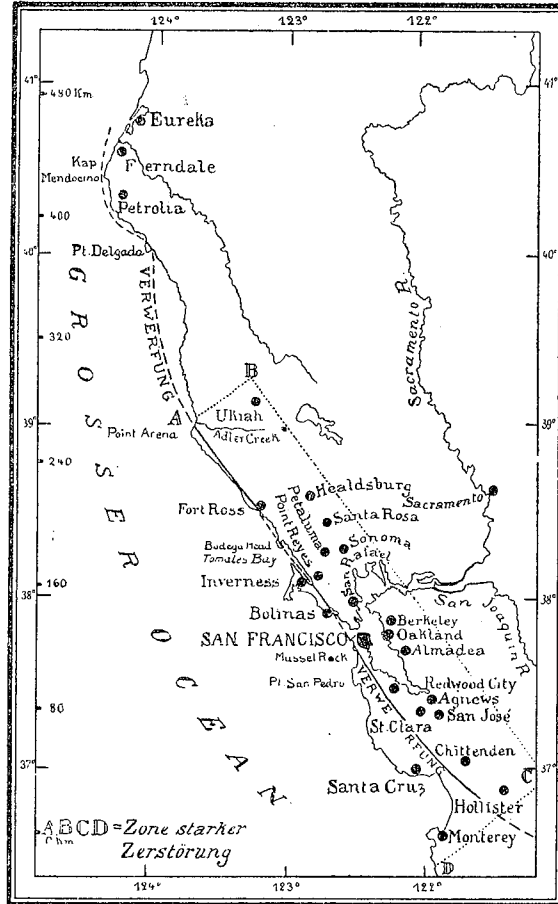 124°
123°
122°
41°
41°
480 Km.
Eureka
Kap
Mendocino
Ferndale
Petrolia
400
Pt. Delgada
40°
40°
VERWERFUNG
GROSSER OCEAN
320
Sacramento R.
B
A
Ukiah
Point Arena
Adler Creek
39°
39°
240
Healdsburg
Sacramento
Fort Ross
Petaluma
Point Reyes
Santa Rosa
Bodega Head
Tomales Bay
Sonoma
San Rafael
Inverness
160
38°
38°
San Joaquin R.
Bolinas
Berkeley
SAN FRANCISCO
Oakland
Mussel Rock
Almadea
Pt. San Pedro
Redwood City
VERWERFUNG
Agnews
80
San José
St. Clara
Chittenden
37°
37°
C
Santa Cruz
Hollister
A,BCD = Zone starker
Zerstörung
Monterey
D
124°
123°
122°